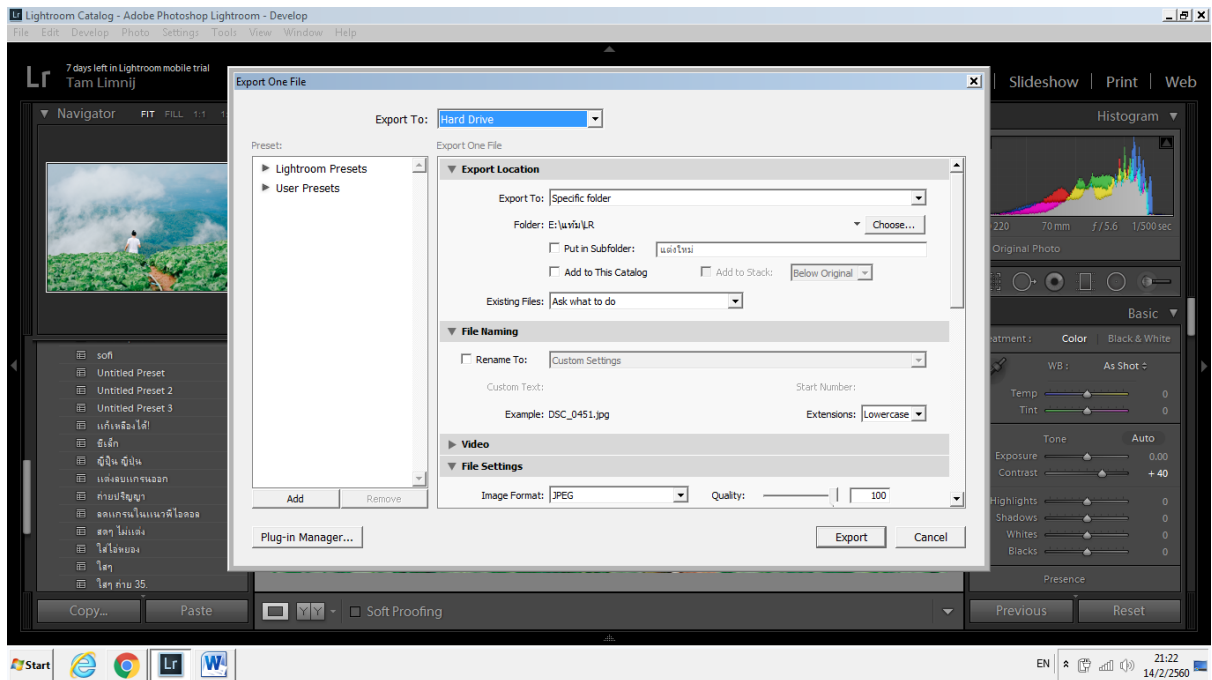 Lightroom Catalog - Adobe Photoshop Lightroom - Develop
File Edit Develop Photo Settings Tools View Window Help
Lr
7 days left in Lightroom mobile trial
Tam Limnij
Slideshow | Print | Web
Navigator FIT FILL 1:1
Histogram
Export One File
Export To: Hard Drive
Preset:
Export One File
Lightroom Presets
User Presets
Export Location
Export To: Specific folder
Folder: E:\แท้ม\LR
Choose...
Put in Subfolder: แต่งใหม่
Add to This Catalog
Add to Stack: Below Original
Existing Files: Ask what to do
File Naming
Rename To: Custom Settings
Custom Text:
Start Number:
Example: DSC_0451.jpg
Extensions: Lowercase
Video
File Settings
Image Format: JPEG
Quality: 100
Add
Remove
Plug-in Manager...
Export
Cancel
sofi
Untitled Preset
Untitled Preset 2
Untitled Preset 3
แก้เหลืองได้!
ซีเล็ก
ญี่ปุ่น ญี่ปุ่น
แต่งลบแกรนออก
ถ่ายปริญญา
ลดแกรนในแนวพีไอคอล
สดๆ ไม่แต่ง
ใสไอ่หยอง
ใสๆ
ใสๆ ถ่าย 35.
Copy...
Paste
YY
Soft Proofing
220 70 mm f / 5.6 1/500 sec
Original Photo
Basic
Color | Black & White
WB : As Shot
Temp 0
Tint 0
Tone Auto
Exposure 0.00
Contrast + 40
Highlights 0
Shadows 0
Whites 0
Blacks 0
Presence
Previous
Reset
Start
Lr
W
EN
21:22
14/2/2560